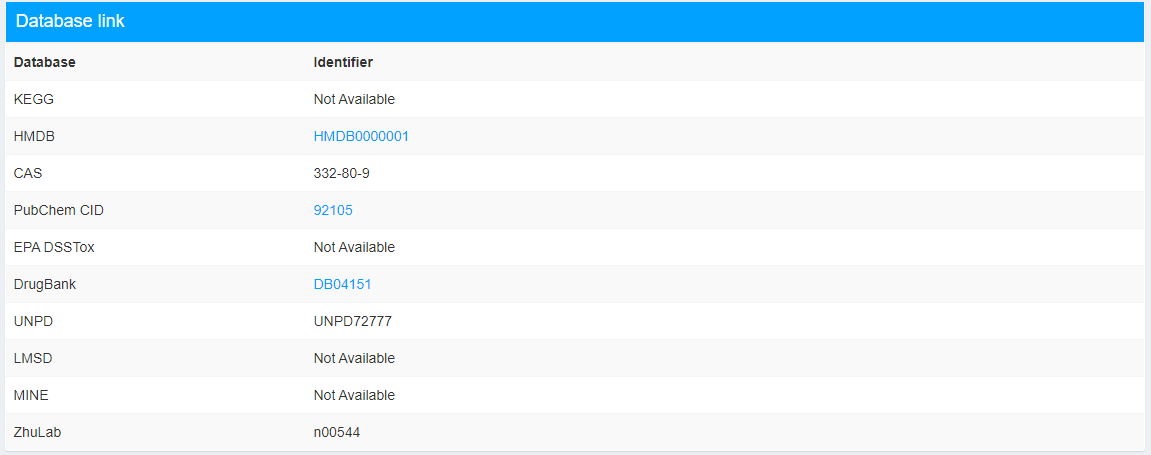 Database link
Database Identifier
KEGG Not Available
HMDB HMDB0000001
CAS 332-80-9
PubChem CID 92105
EPA DSSTox Not Available
DrugBank DB04151
UNPD UNPD72777
LMSD Not Available
MINE Not Available
ZhuLab n00544